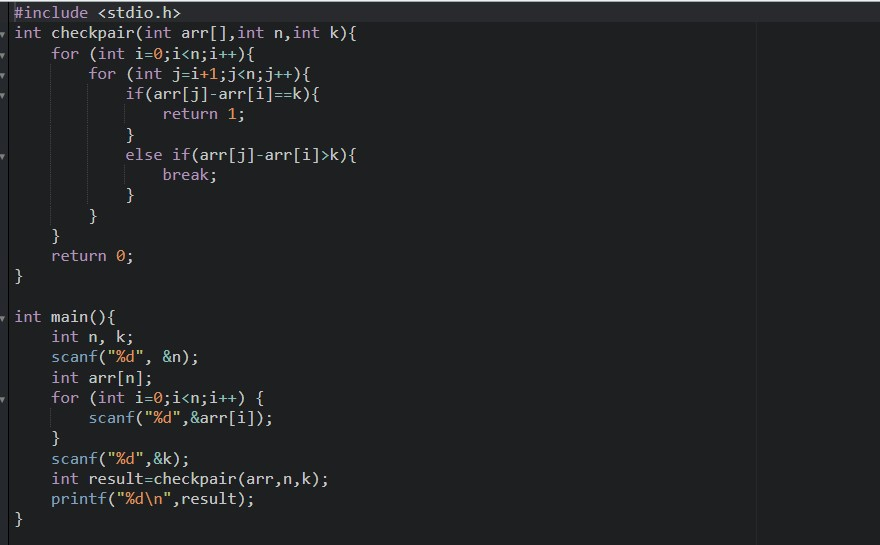 #include <stdio.h>
int checkpair(int arr[],int n,int k){
    for (int i=0;i<n;i++){
        for (int j=i+1;j<n;j++){
            if(arr[j]-arr[i]==k){
                return 1;
            }
            else if(arr[j]-arr[i]>k){
                break;
            }
        }
    }
    return 0;
}

int main(){
    int n, k;
    scanf("%d", &n);
    int arr[n];
    for (int i=0;i<n;i++) {
        scanf("%d",&arr[i]);
    }
    scanf("%d",&k);
    int result=checkpair(arr,n,k);
    printf("%d\n",result);
}